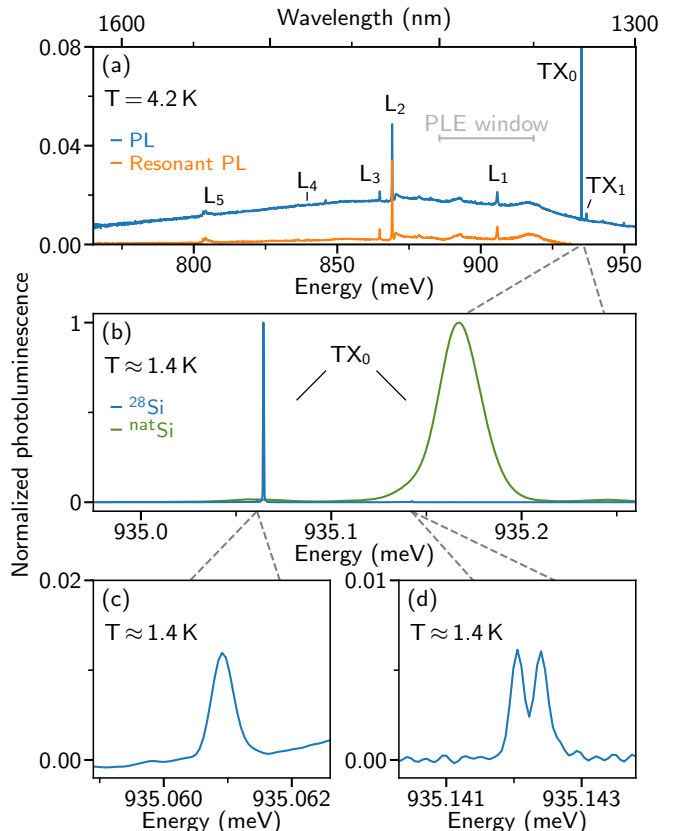 Wavelength (nm)
1600 1300
0.08
(a)
TX₀
T = 4.2 K
L₂
PLE window
0.04
PL
Resonant PL
L₃ L₄ L₅ L₁ TX₁
0.00
800 850 900 950
Energy (meV)
Normalized photoluminescence
1
(b)
T ≈ 1.4 K
TX₀
²⁸Si
ⁿᵃᵗSi
0
935.0 935.1 935.2
Energy (meV)
0.02
(c)
T ≈ 1.4 K
0.00
935.060 935.062
Energy (meV)
0.01
(d)
T ≈ 1.4 K
0.00
935.141 935.143
Energy (meV)